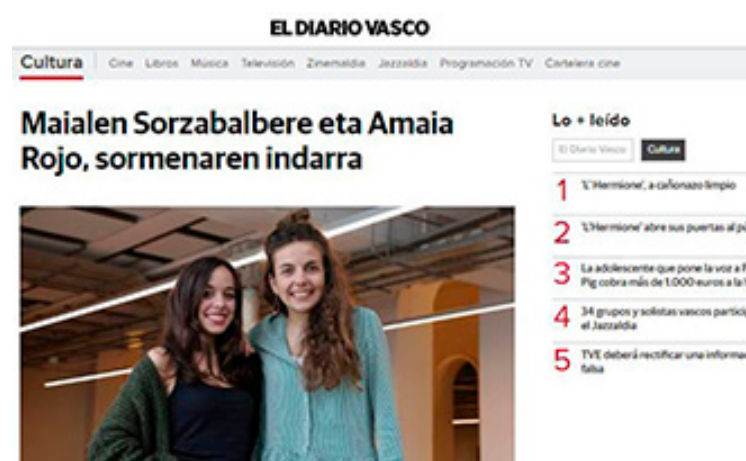 EL DIARIO VASCO
Cultura Cine Libros Música Televisión Zinemaldia Jazzaldia Programación TV Cartelera cine
Maialen Sorzabalbere eta Amaia
Rojo, sormenaren indarra
Lo + leído
El Diario Vasco Cultura
1 'L'Hermione', a cañonazo limpio
2 'L'Hermione' abre sus puertas al
3 La adolescente que pone la voz a
Pig cobra más de 1.000 euros a la
4 34 grupos y solistas vascos
el Jazzaldia
5 TVE deberá rectificar una
falsa